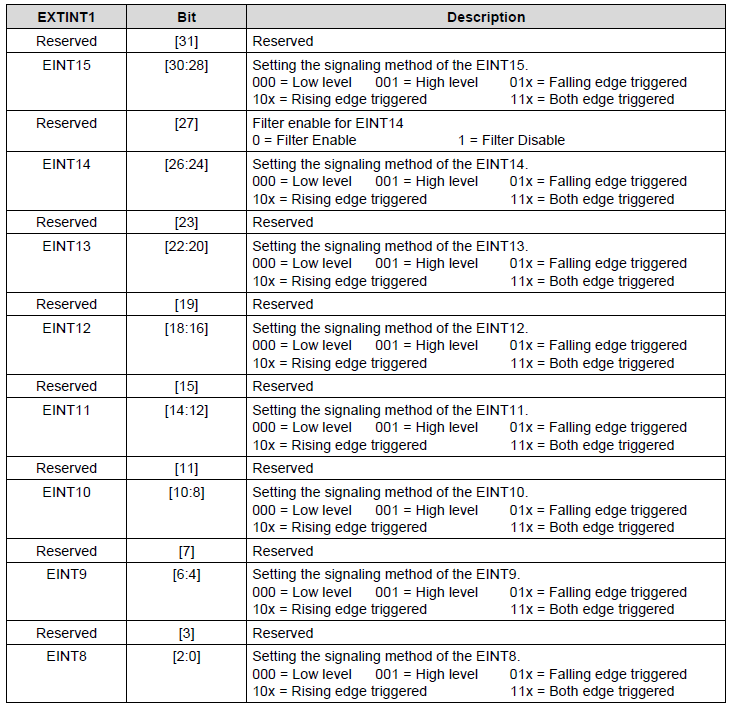 EXTINT1 Bit Description
Reserved [31] Reserved
EINT15 [30:28] Setting the signaling method of the EINT15.
000 = Low level 001 = High level 01x = Falling edge triggered
10x = Rising edge triggered 11x = Both edge triggered
Reserved [27] Filter enable for EINT14
0 = Filter Enable 1 = Filter Disable
EINT14 [26:24] Setting the signaling method of the EINT14.
000 = Low level 001 = High level 01x = Falling edge triggered
10x = Rising edge triggered 11x = Both edge triggered
Reserved [23] Reserved
EINT13 [22:20] Setting the signaling method of the EINT13.
000 = Low level 001 = High level 01x = Falling edge triggered
10x = Rising edge triggered 11x = Both edge triggered
Reserved [19] Reserved
EINT12 [18:16] Setting the signaling method of the EINT12.
000 = Low level 001 = High level 01x = Falling edge triggered
10x = Rising edge triggered 11x = Both edge triggered
Reserved [15] Reserved
EINT11 [14:12] Setting the signaling method of the EINT11.
000 = Low level 001 = High level 01x = Falling edge triggered
10x = Rising edge triggered 11x = Both edge triggered
Reserved [11] Reserved
EINT10 [10:8] Setting the signaling method of the EINT10.
000 = Low level 001 = High level 01x = Falling edge triggered
10x = Rising edge triggered 11x = Both edge triggered
Reserved [7] Reserved
EINT9 [6:4] Setting the signaling method of the EINT9.
000 = Low level 001 = High level 01x = Falling edge triggered
10x = Rising edge triggered 11x = Both edge triggered
Reserved [3] Reserved
EINT8 [2:0] Setting the signaling method of the EINT8.
000 = Low level 001 = High level 01x = Falling edge triggered
10x = Rising edge triggered 11x = Both edge triggered